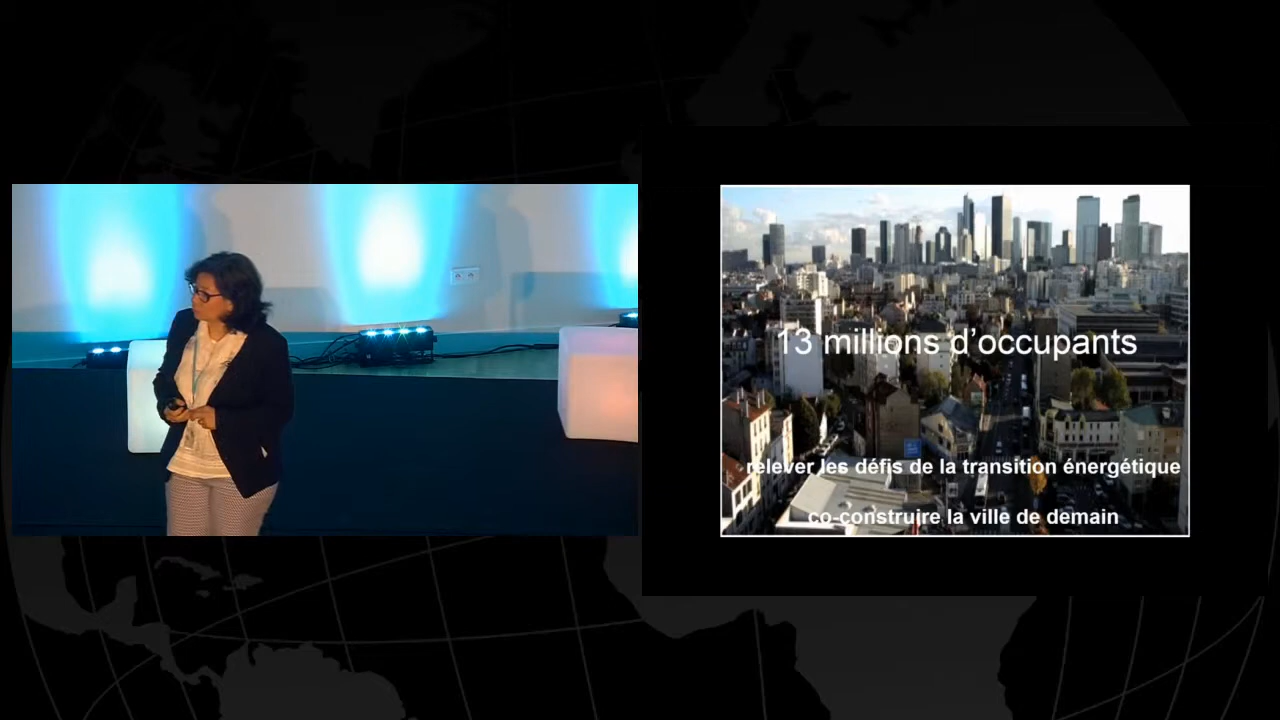 13 millions d’occupants
relever les défis de la transition énergétique
co-construire la ville de demain